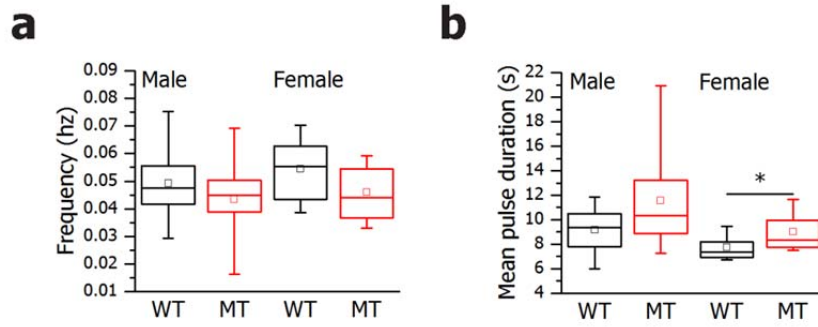 a
Frequency (hz)
0.09
0.08
0.07
0.06
0.05
0.04
0.03
0.02
0.01
Male
Female
WT
MT
WT
MT
b
Mean pulse duration (s)
22
20
18
16
14
12
10
8
6
4
Male
Female
*
WT
MT
WT
MT